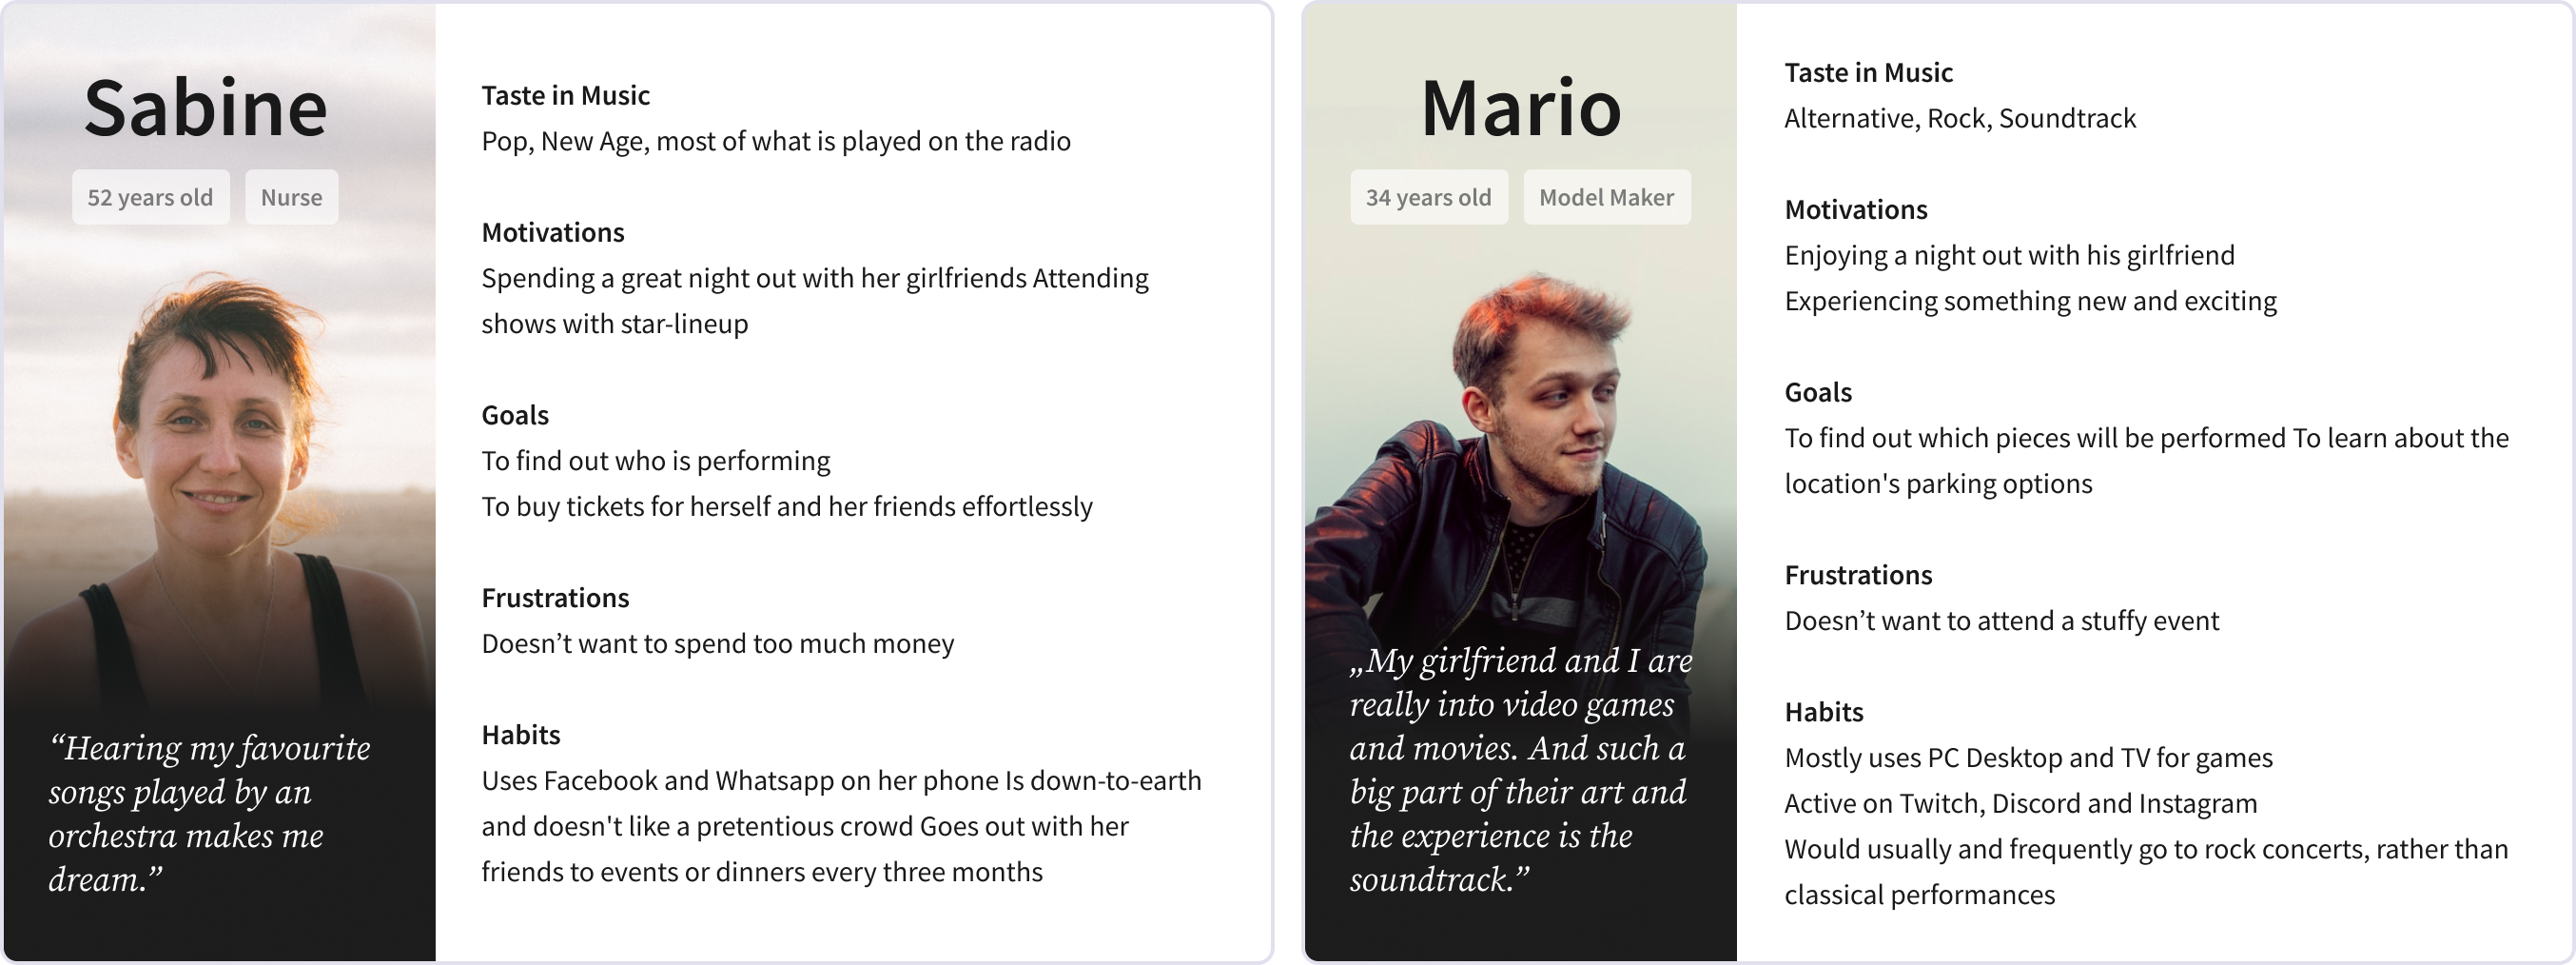 Sabine
52 years old
Nurse
“Hearing my favourite
songs played by an
orchestra makes me
dream.”
Taste in Music
Pop, New Age, most of what is played on the radio
Motivations
Spending a great night out with her girlfriends Attending
shows with star-lineup
Goals
To find out who is performing
To buy tickets for herself and her friends effortlessly
Frustrations
Doesn’t want to spend too much money
Habits
Uses Facebook and Whatsapp on her phone Is down-to-earth
and doesn't like a pretentious crowd Goes out with her
friends to events or dinners every three months
Mario
34 years old
Model Maker
„My girlfriend and I are
really into video games
and movies. And such a
big part of their art and
the experience is the
soundtrack.”
Taste in Music
Alternative, Rock, Soundtrack
Motivations
Enjoying a night out with his girlfriend
Experiencing something new and exciting
Goals
To find out which pieces will be performed To learn about the
location's parking options
Frustrations
Doesn’t want to attend a stuffy event
Habits
Mostly uses PC Desktop and TV for games
Active on Twitch, Discord and Instagram
Would usually and frequently go to rock concerts, rather than
classical performances